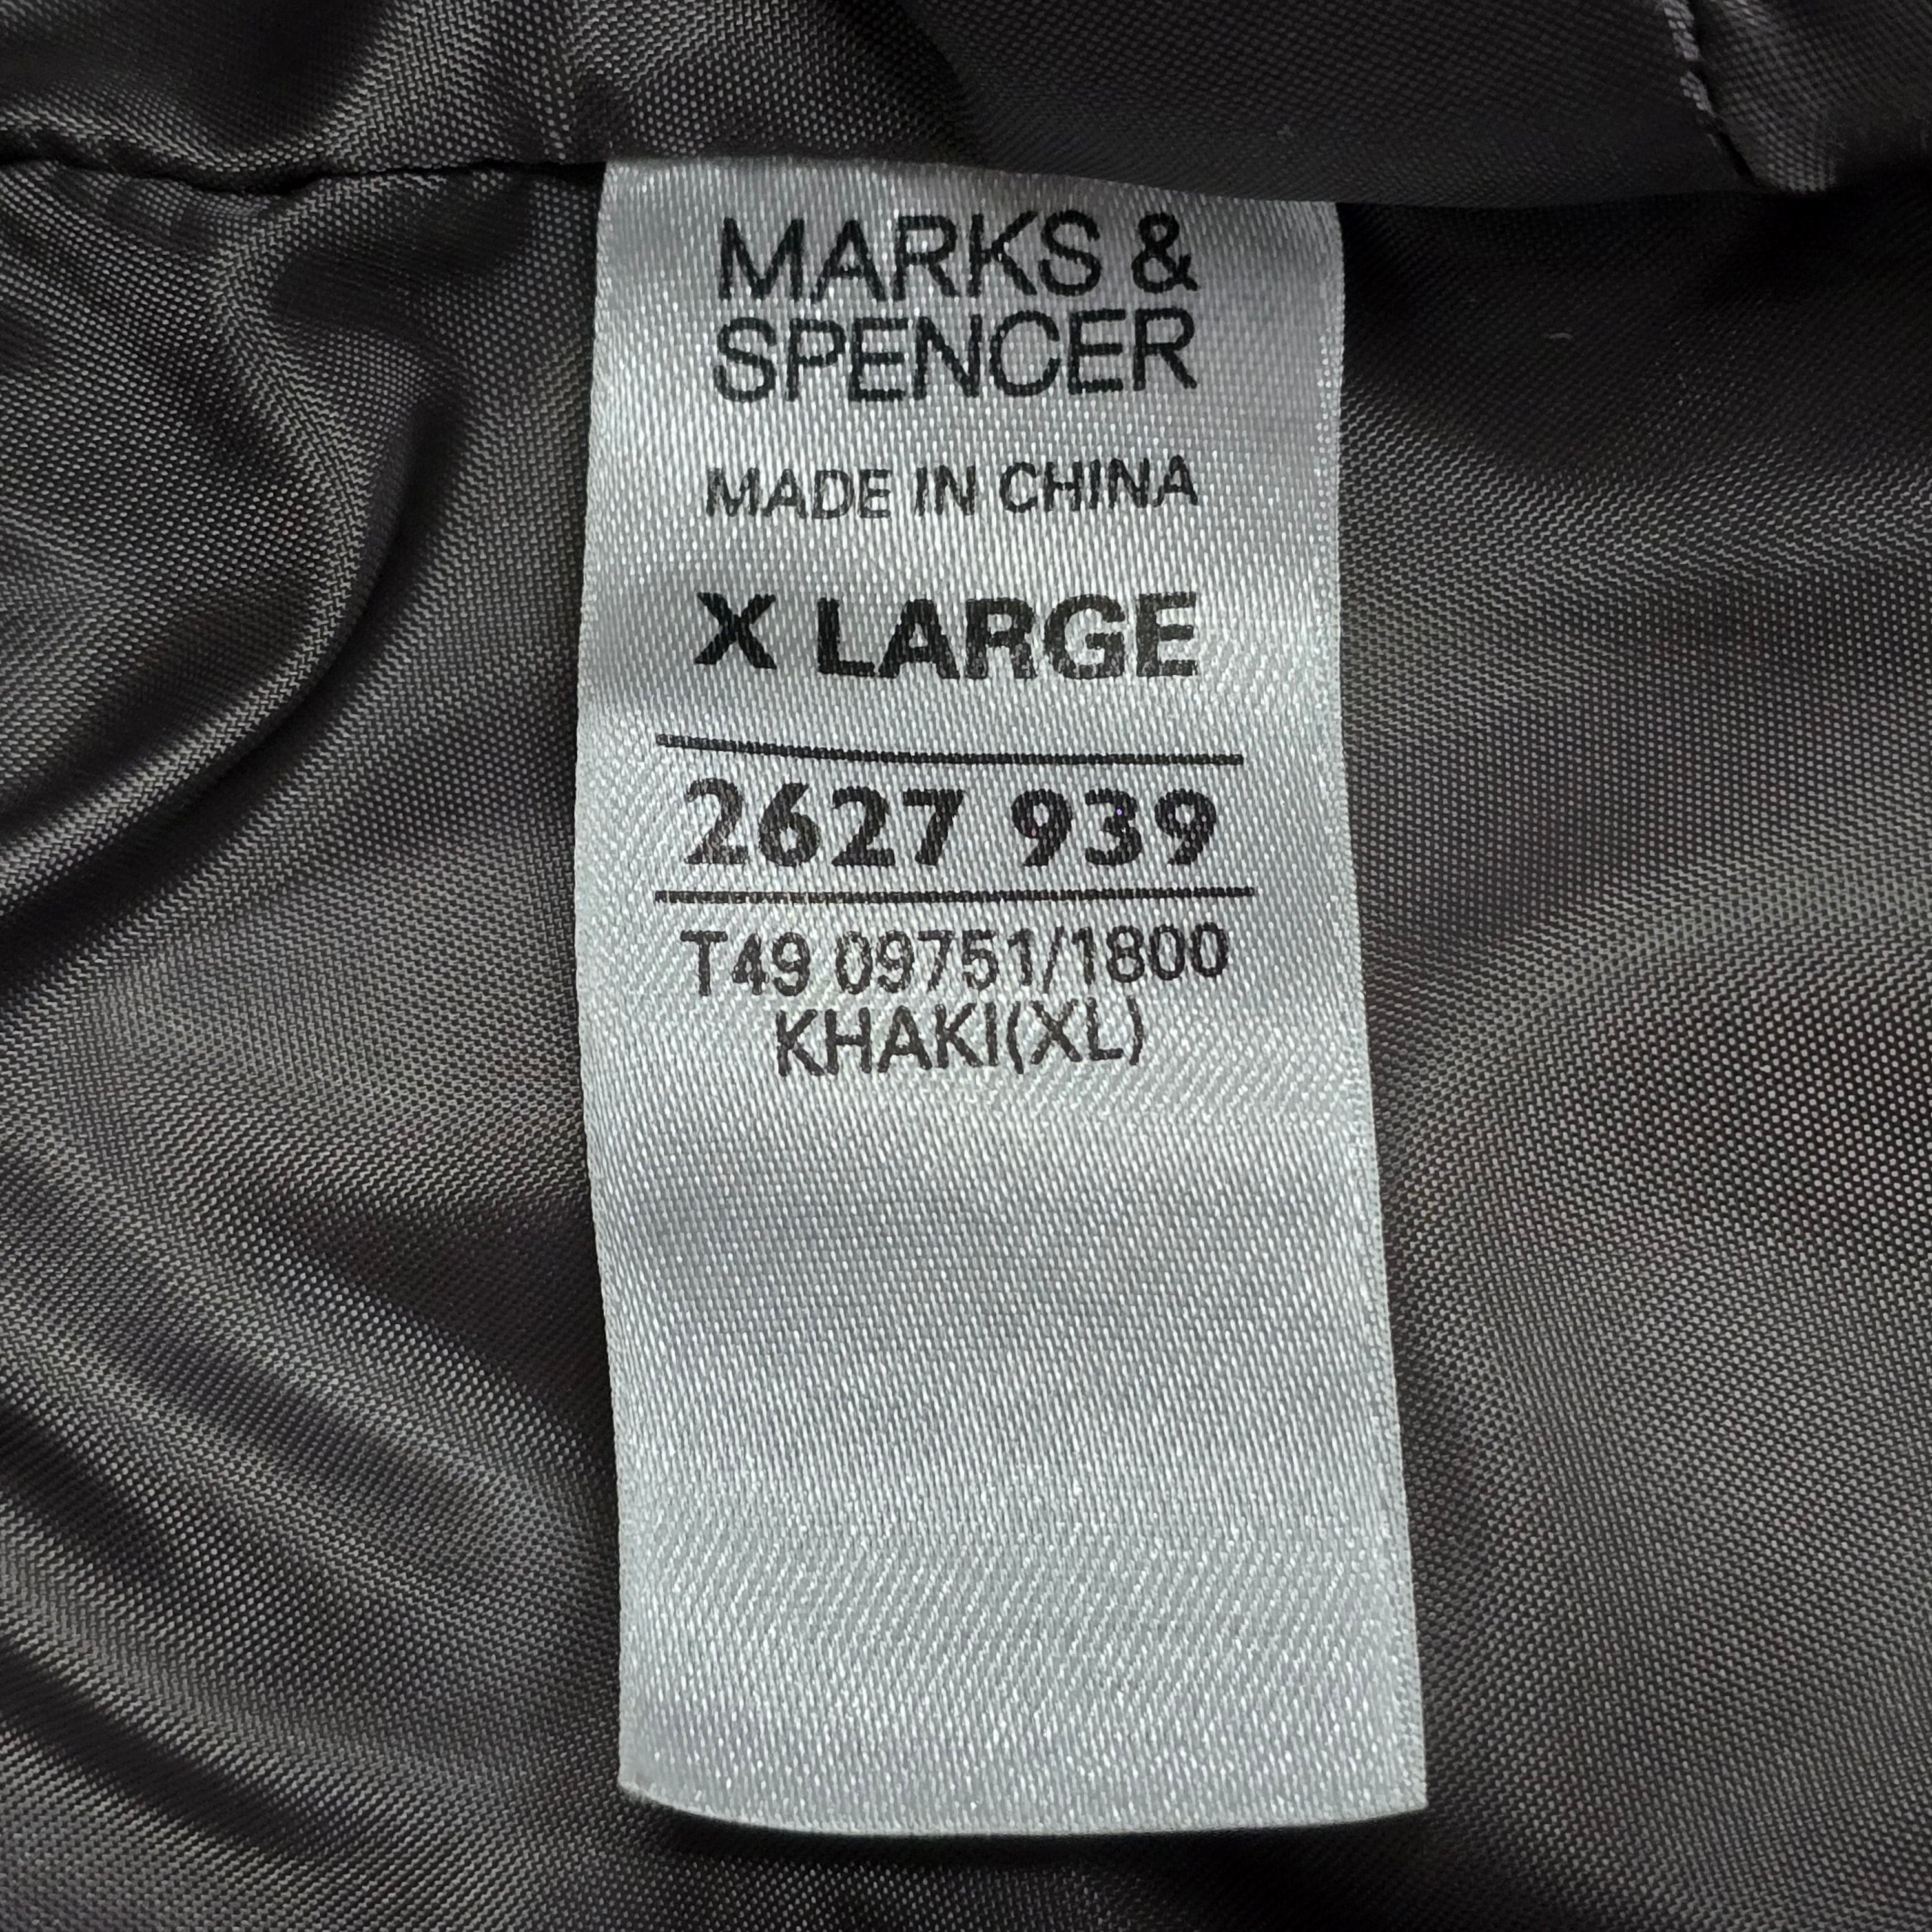 MARKS &
SPENCER
MADE IN CHINA
X LARGE
2627 939
T49 09751/1800
KHAKI(XL)